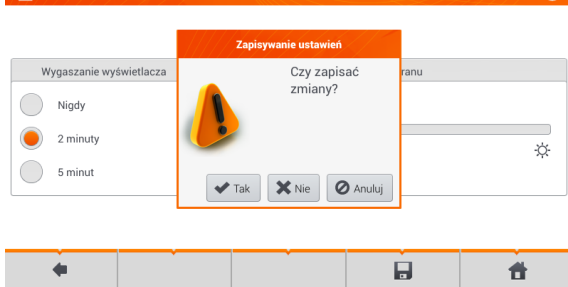 Zapisywanie ustawień
Wygaszanie wyświetlacza
ranu
Czy zapisać
zmiany?
Nigdy
2 minuty
5 minut
Tak
Nie
Anuluj